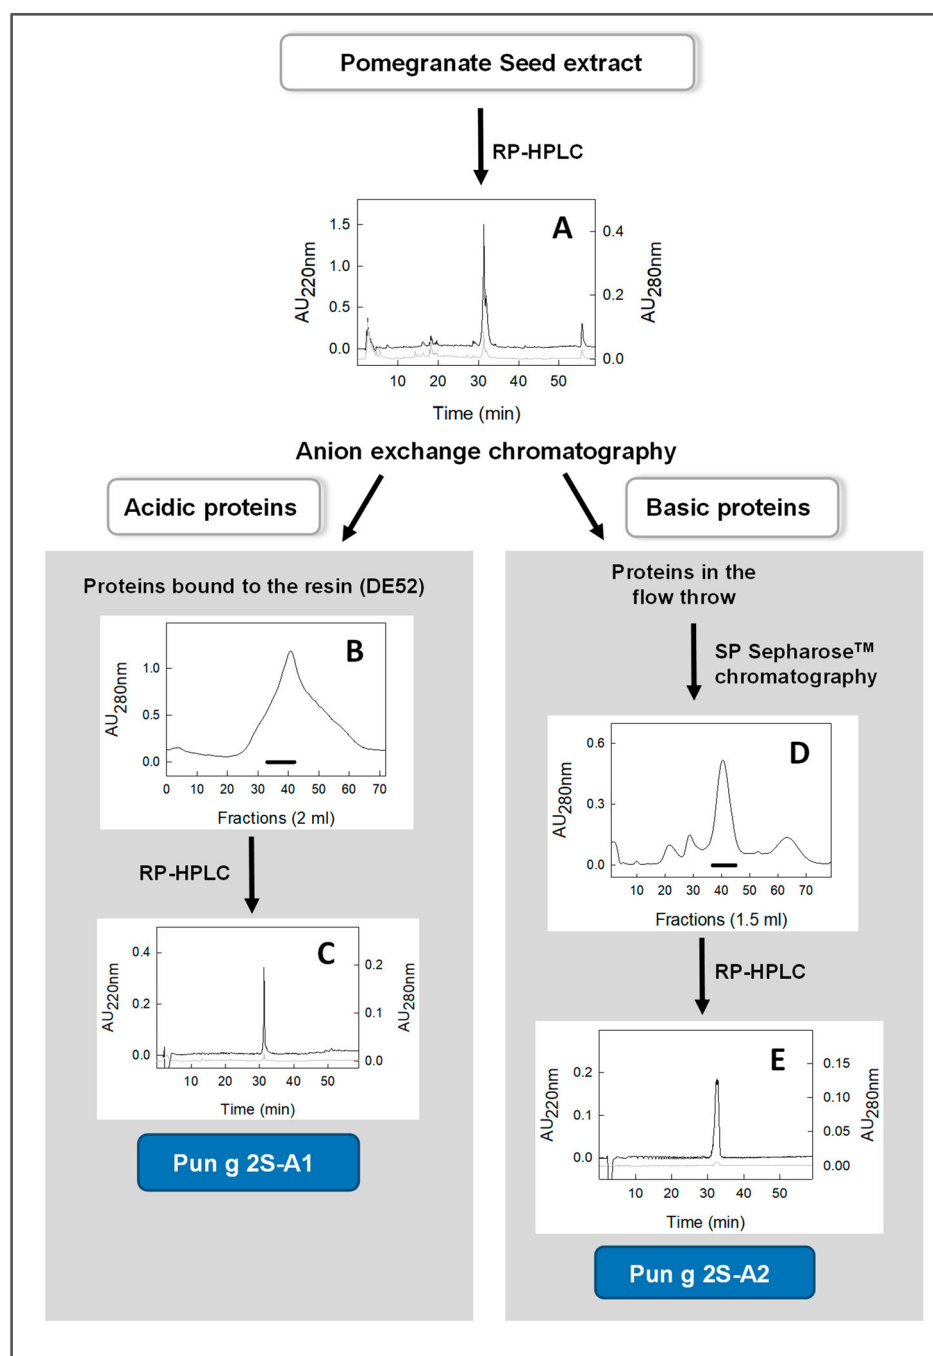 Pomegranate Seed extract
RP-HPLC
A
AU220nm
1.5
1.0
0.5
0.0
0.4
0.2
0.0
AU280nm
10 20 30 40 50
Time (min)
Anion exchange chromatography
Acidic proteins
Proteins bound to the resin (DE52)
B
AU280nm
1.0
0.5
0.0
0 10 20 30 40 50 60 70
Fractions (2 ml)
RP-HPLC
C
AU220nm
0.4
0.2
0.0
0.2
0.1
0.0
AU280nm
10 20 30 40 50
Time (min)
Pun g 2S-A1
Basic proteins
Proteins in the
flow throw
SP Sepharose™
chromatography
D
AU280nm
0.6
0.3
0.0
10 20 30 40 50 60 70
Fractions (1.5 ml)
RP-HPLC
E
AU220nm
0.2
0.1
0.0
0.15
0.10
0.05
0.00
AU280nm
10 20 30 40 50
Time (min)
Pun g 2S-A2